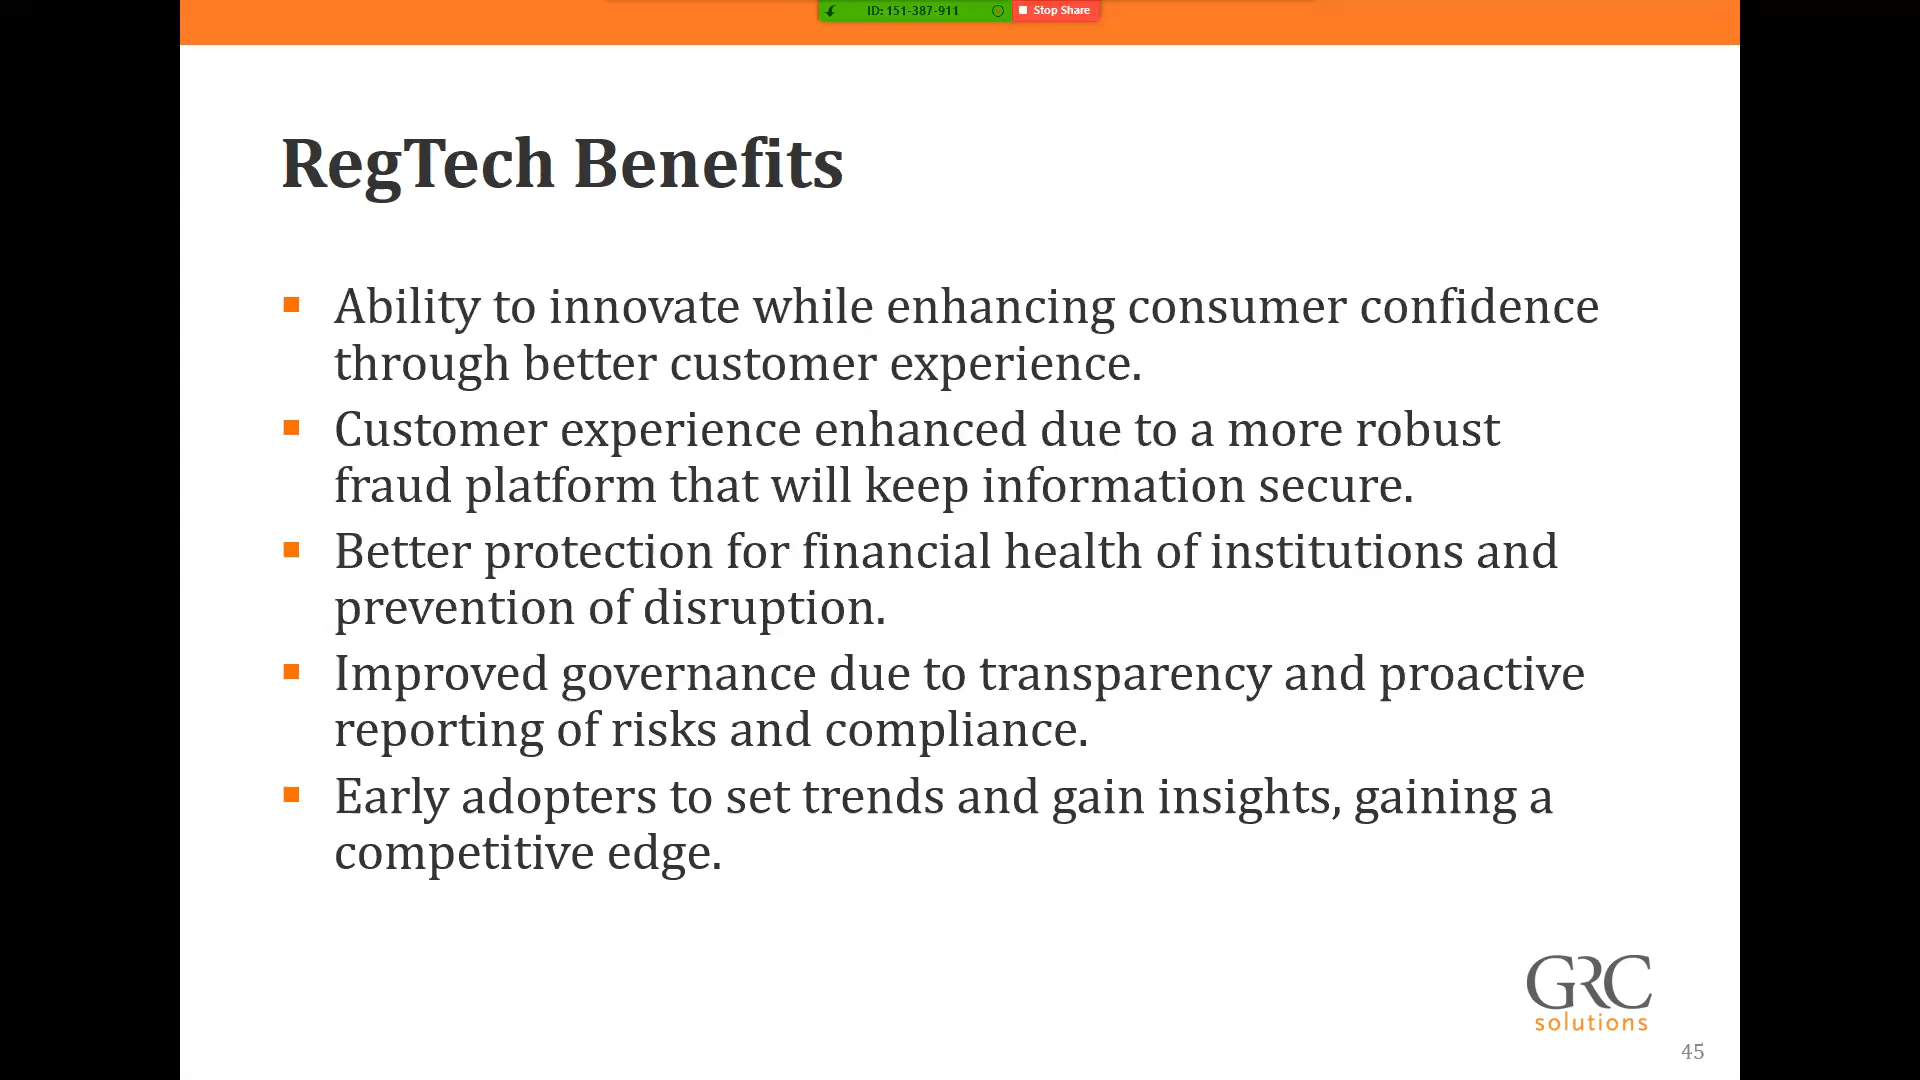 ID: 151-387-911
Stop Share
RegTech Benefits
Ability to innovate while enhancing consumer confidence
through better customer experience.
Customer experience enhanced due to a more robust
fraud platform that will keep information secure.
Better protection for financial health of institutions and
prevention of disruption.
Improved governance due to transparency and proactive
reporting of risks and compliance.
Early adopters to set trends and gain insights, gaining a
competitive edge.
GRC
solutions
45